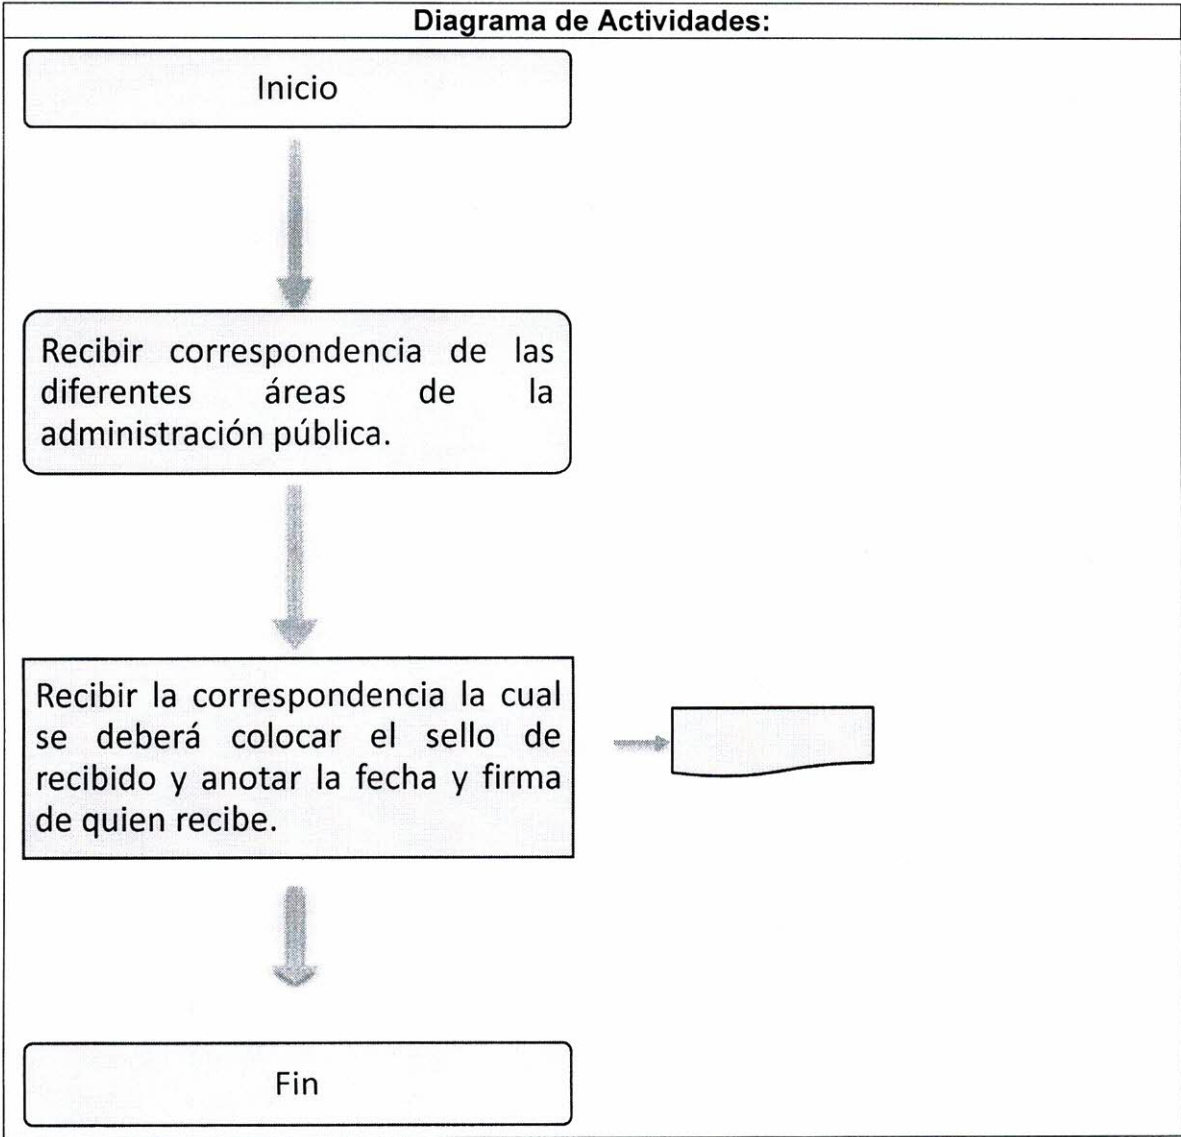 Diagrama de Actividades:
Inicio
Recibir correspondencia de las
diferentes áreas de la
administración pública.
Recibir la correspondencia la cual
se deberá colocar el sello de
recibido y anotar la fecha y firma
de quien recibe.
Fin